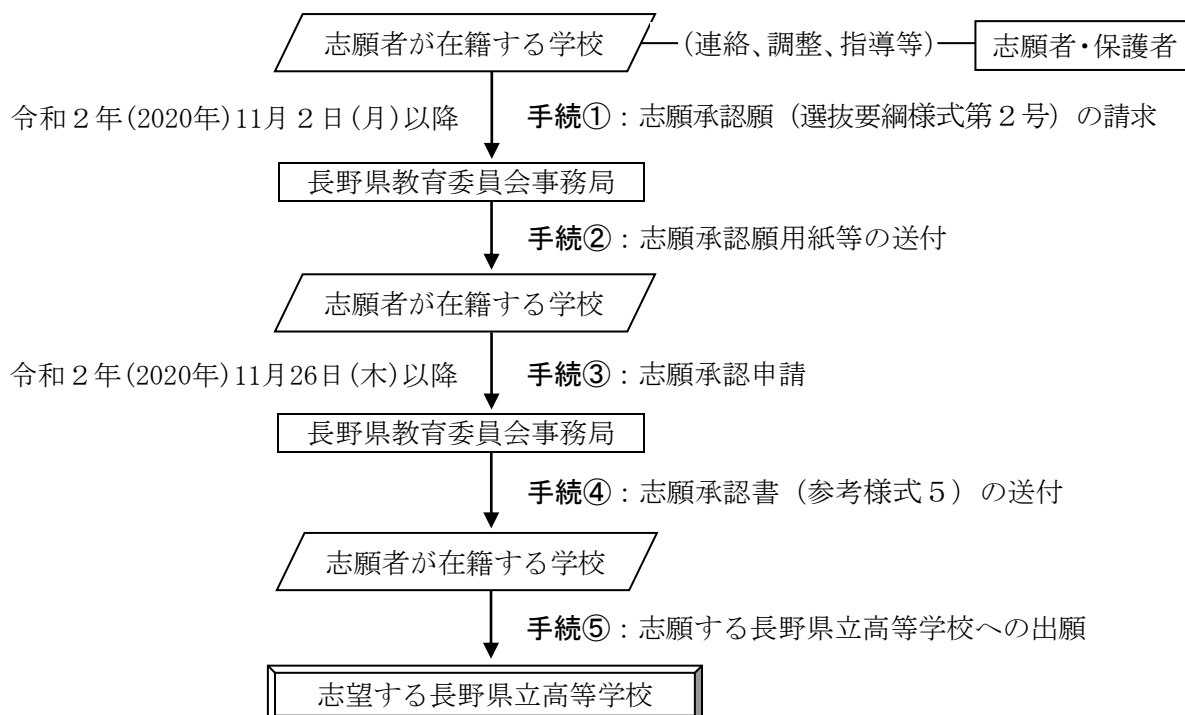 志願者が在籍する学校 (連絡、調整、指導等) 志願者・保護者
令和２年(2020年)11月２日(月)以降 手続①：志願承認願（選抜要綱様式第２号）の請求
長野県教育委員会事務局
手続②：志願承認願用紙等の送付
志願者が在籍する学校
令和２年(2020年)11月26日(木)以降 手続③：志願承認申請
長野県教育委員会事務局
手続④：志願承認書（参考様式５）の送付
志願者が在籍する学校
手続⑤：志願する長野県立高等学校への出願
志望する長野県立高等学校